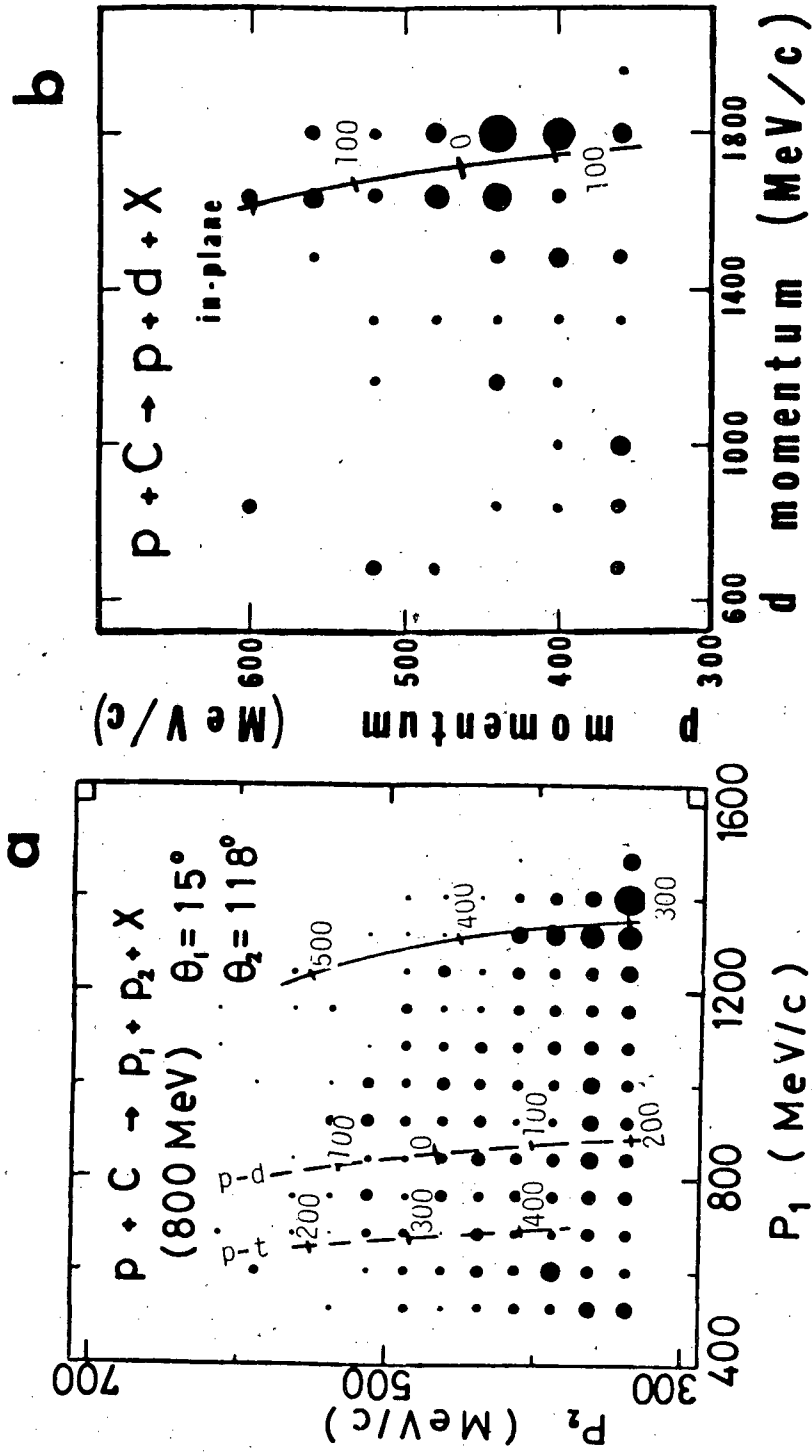 a
p + C → p₁ + p₂ + X
(800 MeV)
θ₁ = 15°
θ₂ = 118°
p-d
p-t
500
400
300
100
0
100
200
200
300
400
700
500
300
P₂ (MeV/c)
400
800
1200
1600
P₁ (MeV/c)
b
p + C → p + d + X
in-plane
100
0
100
600
500
400
300
p momentum (MeV/c)
600
1000
1400
1800
d momentum (MeV/c)